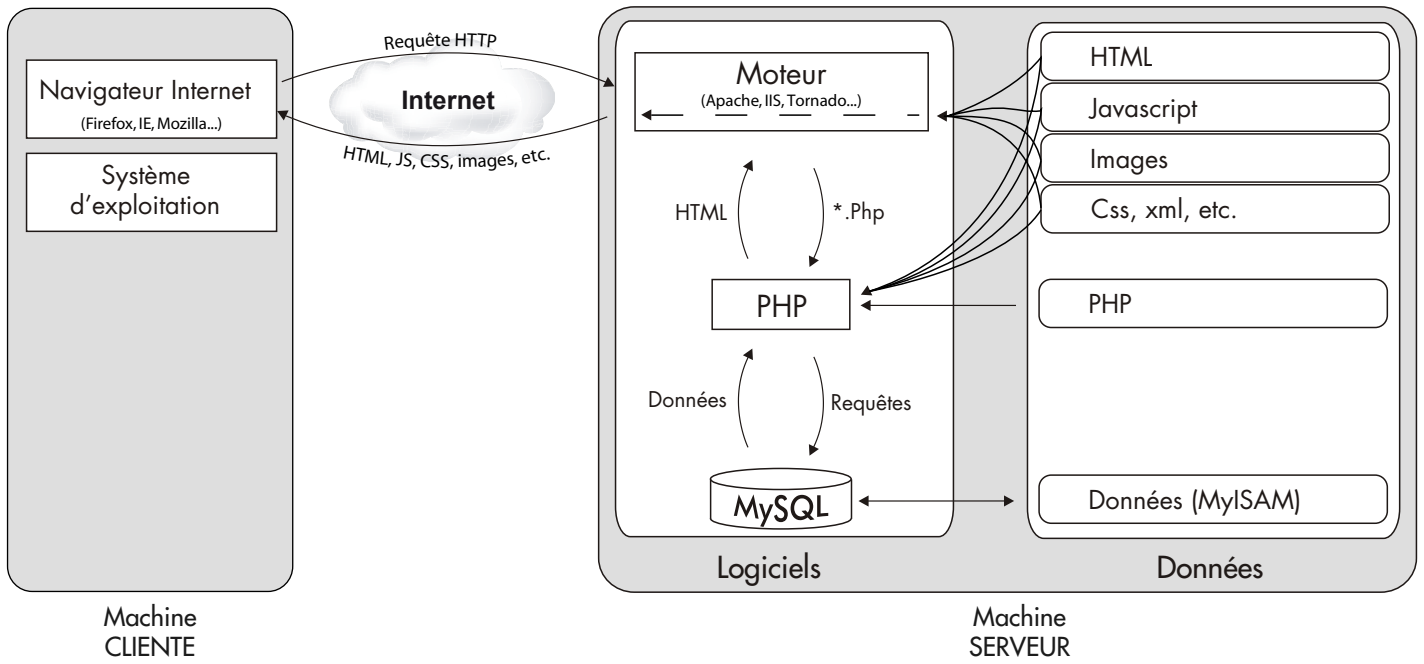 Navigateur Internet
(Firefox, IE, Mozilla...)
Système
d'exploitation
Machine
CLIENTE
Requête HTTP
Internet
HTML, JS, CSS, images, etc.
Moteur
(Apache, IIS, Tornado...)
HTML
*.Php
PHP
Données
Requêtes
MySQL
Logiciels
HTML
Javascript
Images
Css, xml, etc.
PHP
Données (MyISAM)
Données
Machine
SERVEUR